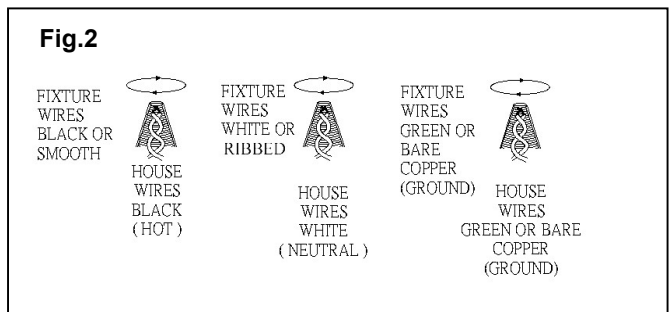 Fig.2
FIXTURE
WIRES
BLACK OR
SMOOTH
HOUSE
WIRES
BLACK
( HOT )
FIXTURE
WIRES
WHITE OR
RIBBED
HOUSE
WIRES
WHITE
( NEUTRAL )
FIXTURE
WIRES
GREEN OR
BARE
COPPER
(GROUND)
HOUSE
WIRES
GREEN OR BARE
COPPER
(GROUND)